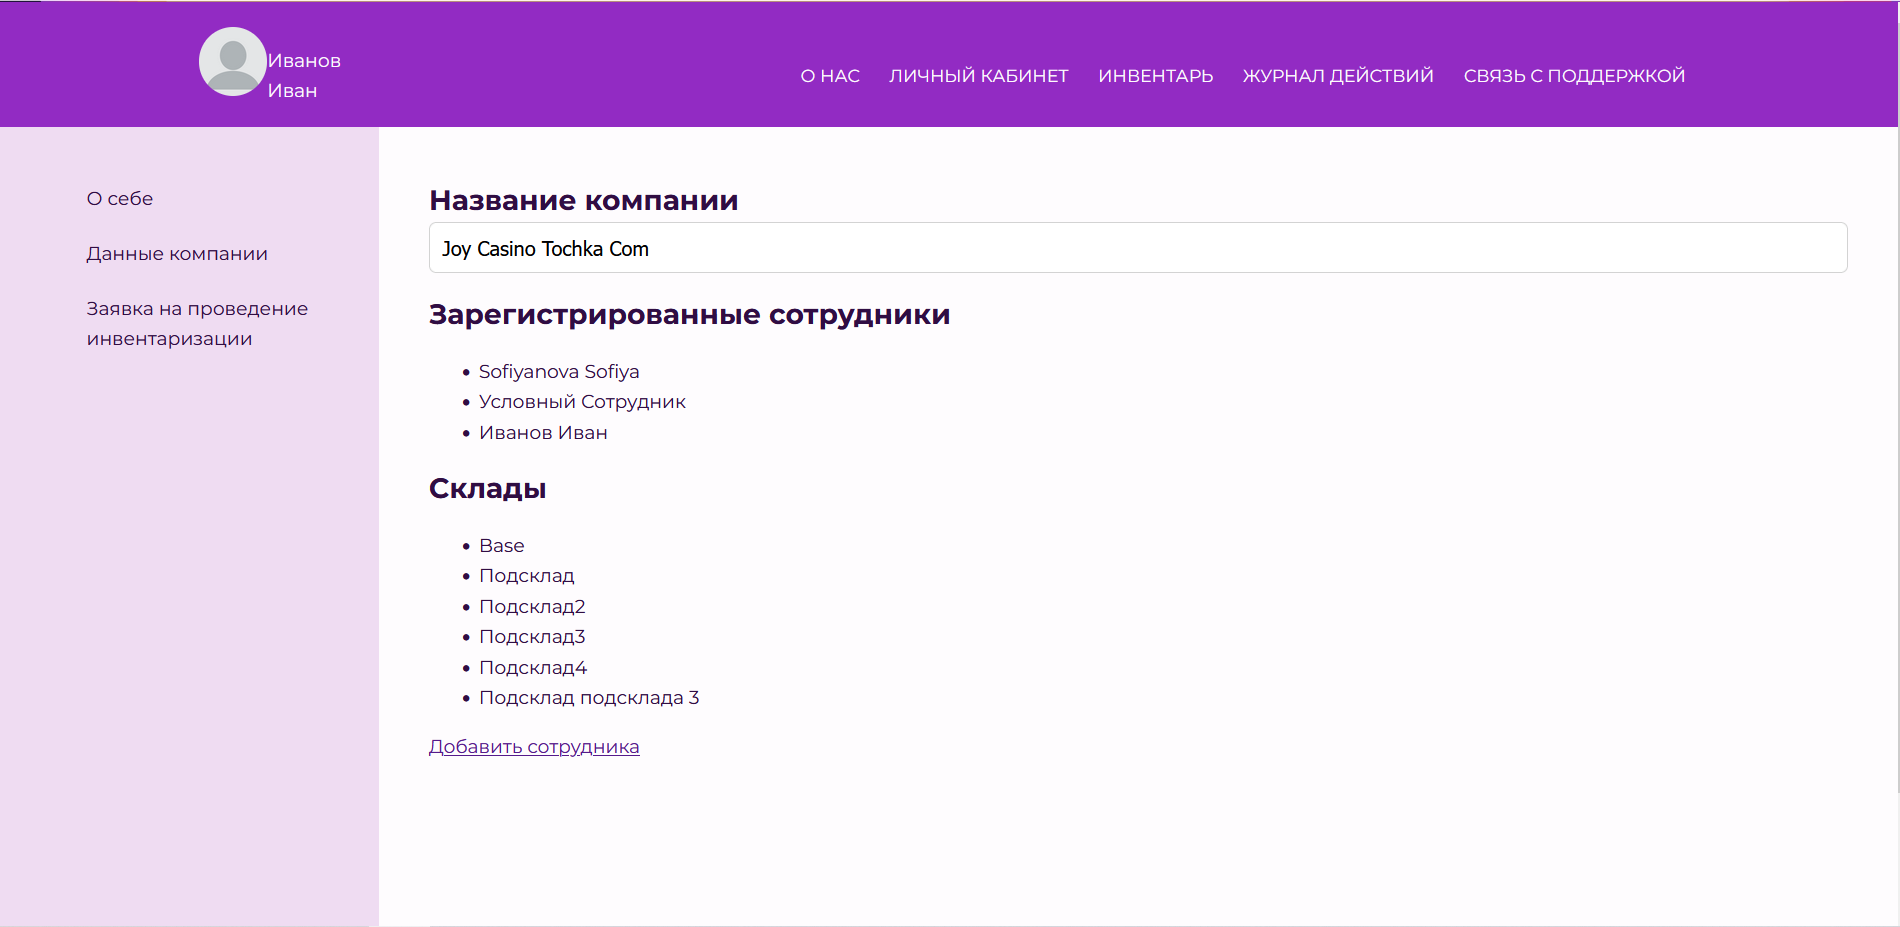 Иванов
Иван
О НАС
ЛИЧНЫЙ КАБИНЕТ
ИНВЕНТАРЬ
ЖУРНАЛ ДЕЙСТВИЙ
СВЯЗЬ С ПОДДЕРЖКОЙ
О себе
Данные компании
Заявка на проведение
инвентаризации
Название компании
Joy Casino Tochka Com
Зарегистрированные сотрудники
Sofiyanova Sofiya
Условный Сотрудник
Иванов Иван
Склады
Base
Подсклад
Подсклад2
Подсклад3
Подсклад4
Подсклад подсклада 3
Добавить сотрудника